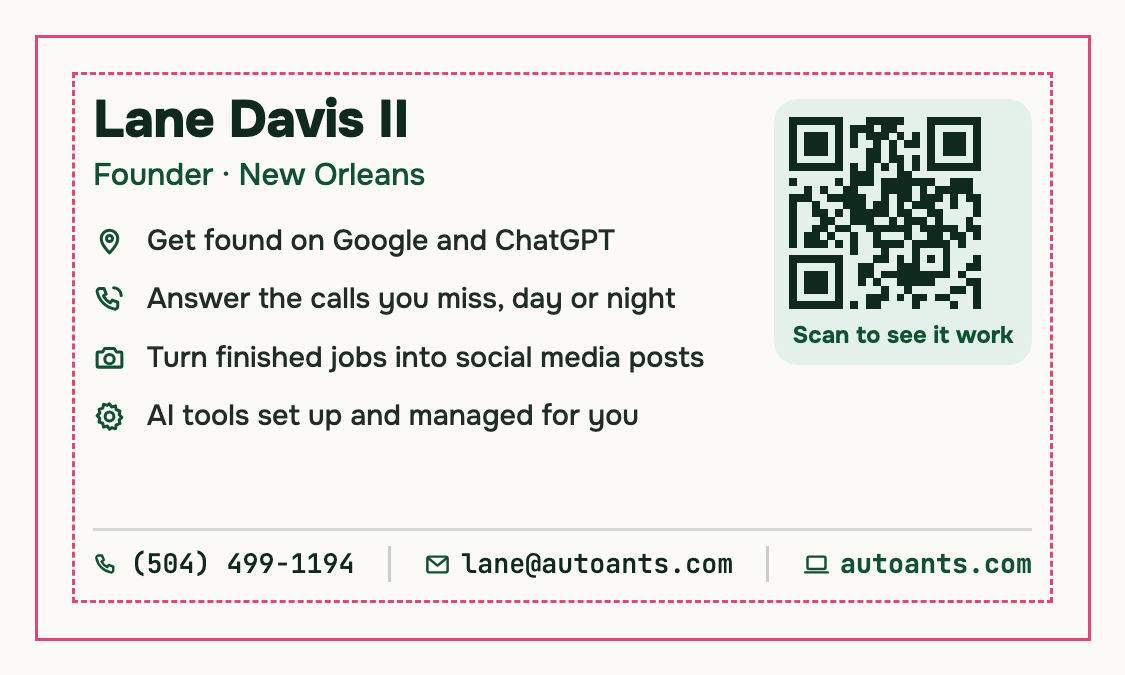 Lane Davis II
Founder · New Orleans
Get found on Google and ChatGPT
Answer the calls you miss, day or night
Turn finished jobs into social media posts
AI tools set up and managed for you
Scan to see it work
(504) 499-1194
lane@autoants.com
autoants.com